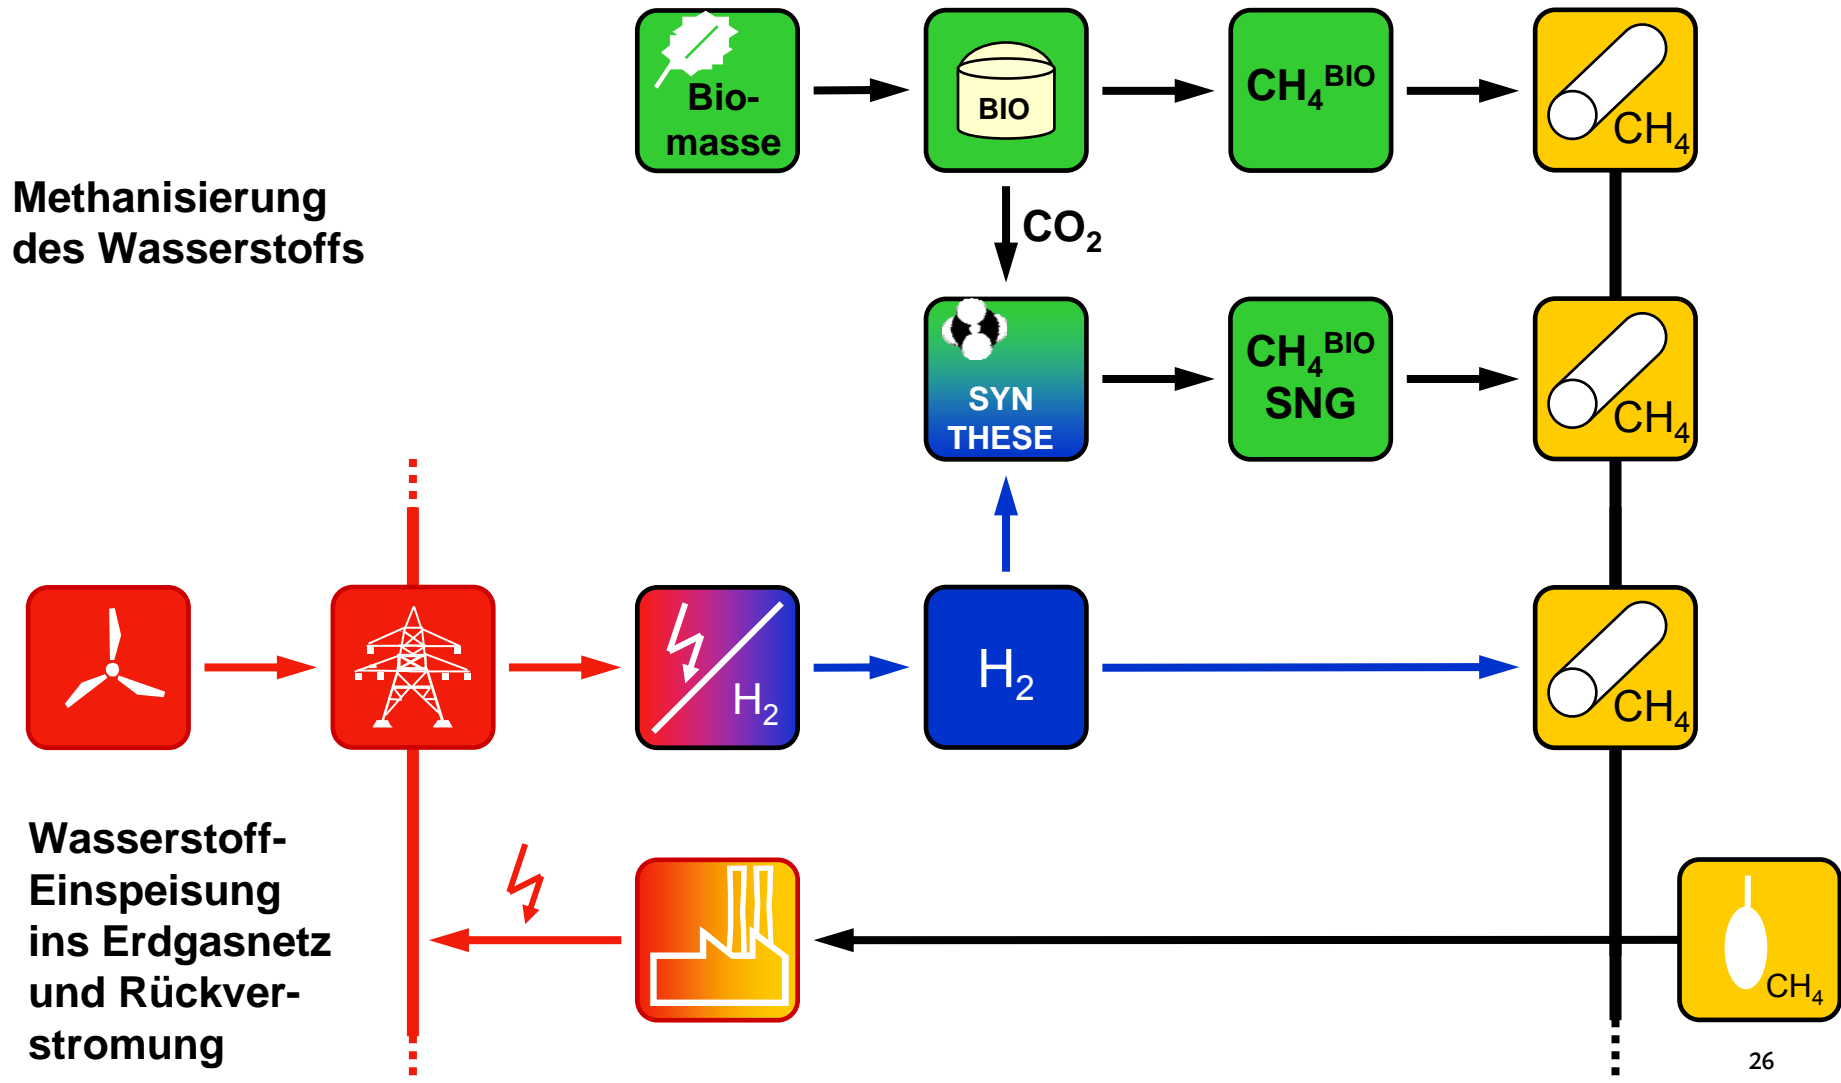 Bio-
masse
BIO
CH₄ᴮᴵᴼ
CH₄
Methanisierung
des Wasserstoffs
CO₂
SYN
THESE
CH₄ᴮᴵᴼ
SNG
CH₄
H₂
H₂
CH₄
Wasserstoff-
Einspeisung
ins Erdgasnetz
und Rückver-
stromung
CH₄
26